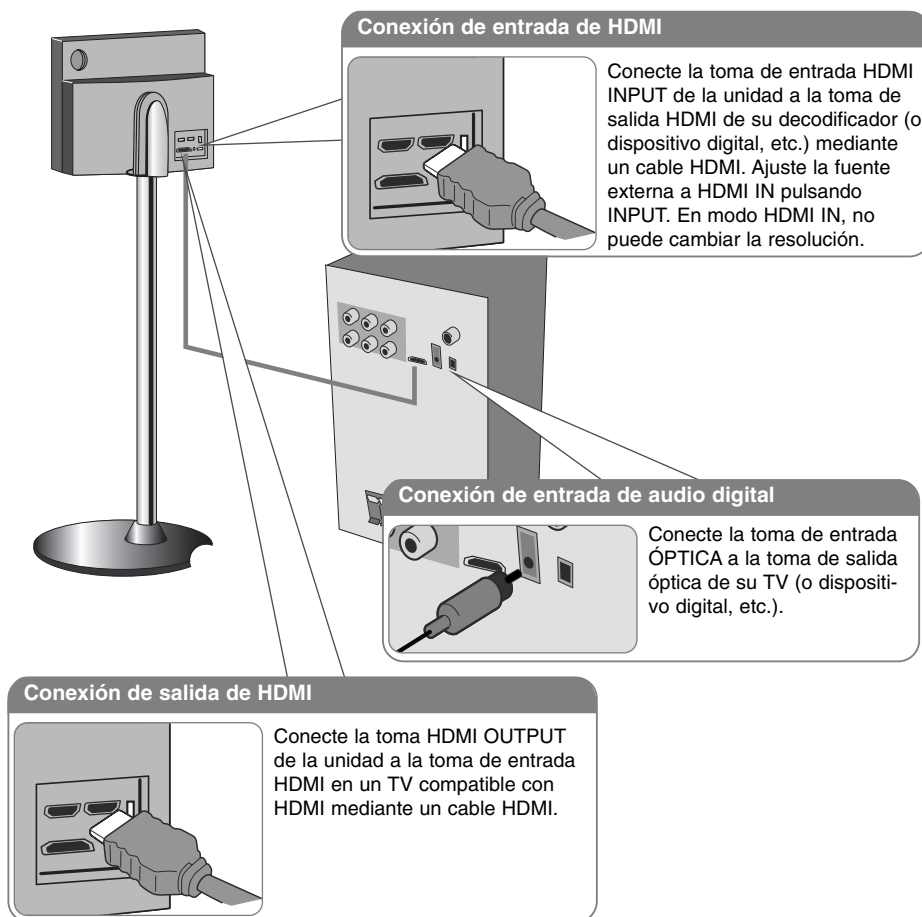 Conexión de entrada de HDMI
Conecte la toma de entrada HDMI
INPUT de la unidad a la toma de
salida HDMI de su decodificador (o
dispositivo digital, etc.) mediante
un cable HDMI. Ajuste la fuente
externa a HDMI IN pulsando
INPUT. En modo HDMI IN, no
puede cambiar la resolución.
Conexión de entrada de audio digital
Conecte la toma de entrada
ÓPTICA a la toma de salida
óptica de su TV (o dispositi-
vo digital, etc.).
Conexión de salida de HDMI
Conecte la toma HDMI OUTPUT
de la unidad a la toma de entrada
HDMI en un TV compatible con
HDMI mediante un cable HDMI.